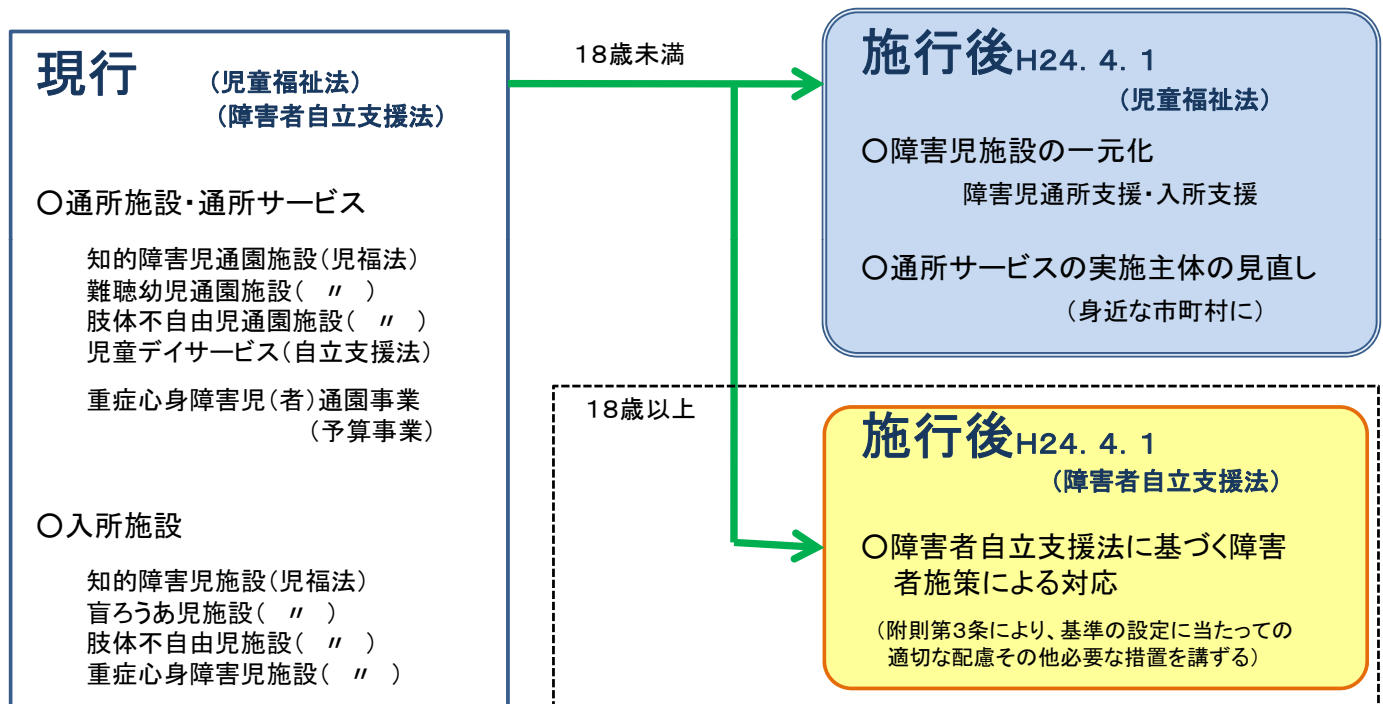 現行
(児童福祉法)
(障害者自立支援法)
○通所施設・通所サービス
知的障害児通園施設(児福法)
難聴幼児通園施設( 〃 )
肢体不自由児通園施設( 〃 )
児童デイサービス(自立支援法)
重症心身障害児(者)通園事業
(予算事業)
○入所施設
知的障害児施設(児福法)
盲ろうあ児施設( 〃 )
肢体不自由児施設( 〃 )
重症心身障害児施設( 〃 )
18歳未満
施行後H24. 4. 1
(児童福祉法)
○障害児施設の一元化
障害児通所支援・入所支援
○通所サービスの実施主体の見直し
(身近な市町村に)
18歳以上
施行後H24. 4. 1
(障害者自立支援法)
○障害者自立支援法に基づく障害
者施策による対応
(附則第3条により、基準の設定に当たっての
適切な配慮その他必要な措置を講ずる)